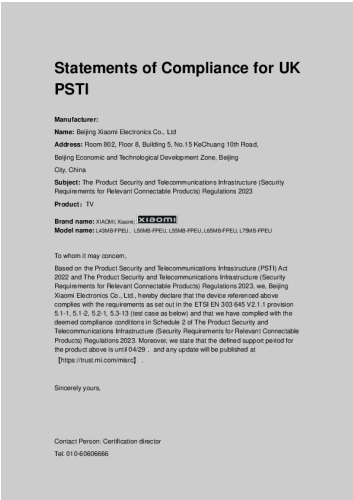 Statements of Compliance for UK
PSTI
Manufacturer:
Name: Beijing Xiaomi Electronics Co., Ltd
Address: Room 802, Floor 8, Building 5, No.15 KeChuang 10th Road,
Beijing Economic and Technological Development Zone, Beijing
City, China
Subject: The Product Security and Telecommunications Infrastructure (Security
Requirements for Relevant Connectable Products) Regulations 2023
Product：TV
Brand name: XIAOMI; Xiaomi; xiaomi
Model name: L43MB-FPEU、L50MB-FPEU, L55MB-FPEU, L65MB-FPEU, L75MB-FPEU
To whom it may concern,
Based on the Product Security and Telecommunications Infrastructure (PSTI) Act
2022 and The Product Security and Telecommunications Infrastructure (Security
Requirements for Relevant Connectable Products) Regulations 2023, we, Beijing
Xiaomi Electronics Co., Ltd., hereby declare that the device referenced above
complies with the requirements as set out in the ETSI EN 303 645 V2.1.1 provision
5.1-1, 5.1-2, 5.2-1, 5.3-13 (test case as below) and that we have complied with the
deemed compliance conditions in Schedule 2 of The Product Security and
Telecommunications Infrastructure (Security Requirements for Relevant Connectable
Products) Regulations 2023. Moreover, we state that the defined support period for
the product above is until 04/29 ，and any update will be published at
【https://trust.mi.com/misrc】 .
Sincerely yours,
Contact Person: Certification director
Tel: 010-60606666